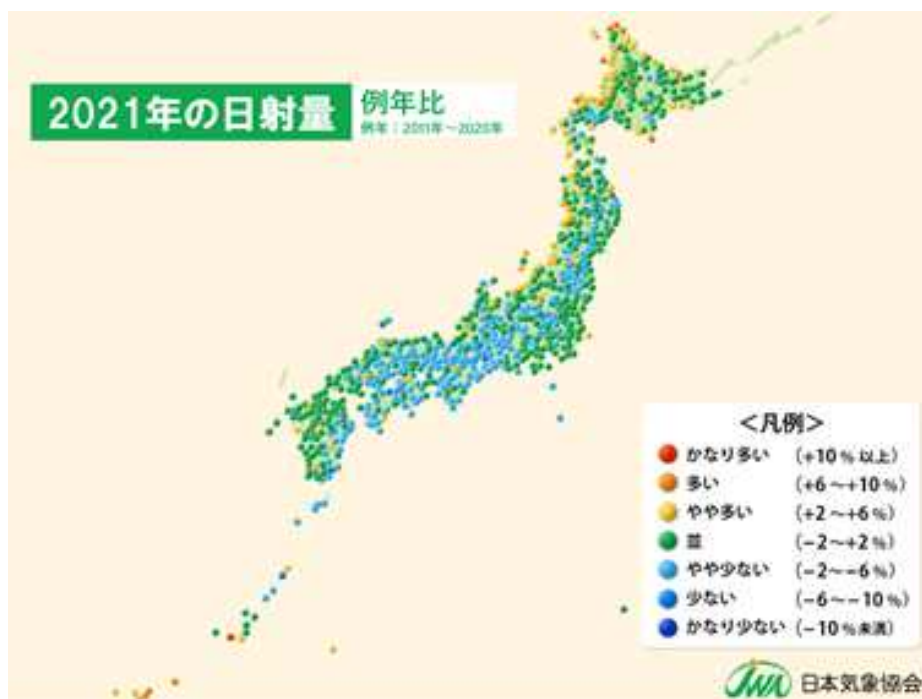 2021年の日射量
例年比
例年：2011年～2020年
＜凡例＞
かなり多い （+10％以上）
多い （+6～+10％）
やや多い （+2～+6％）
並 （−2～+2％）
やや少ない （−2～−6％）
少ない （−6～−10％）
かなり少ない （−10％未満）
JWA 日本気象協会